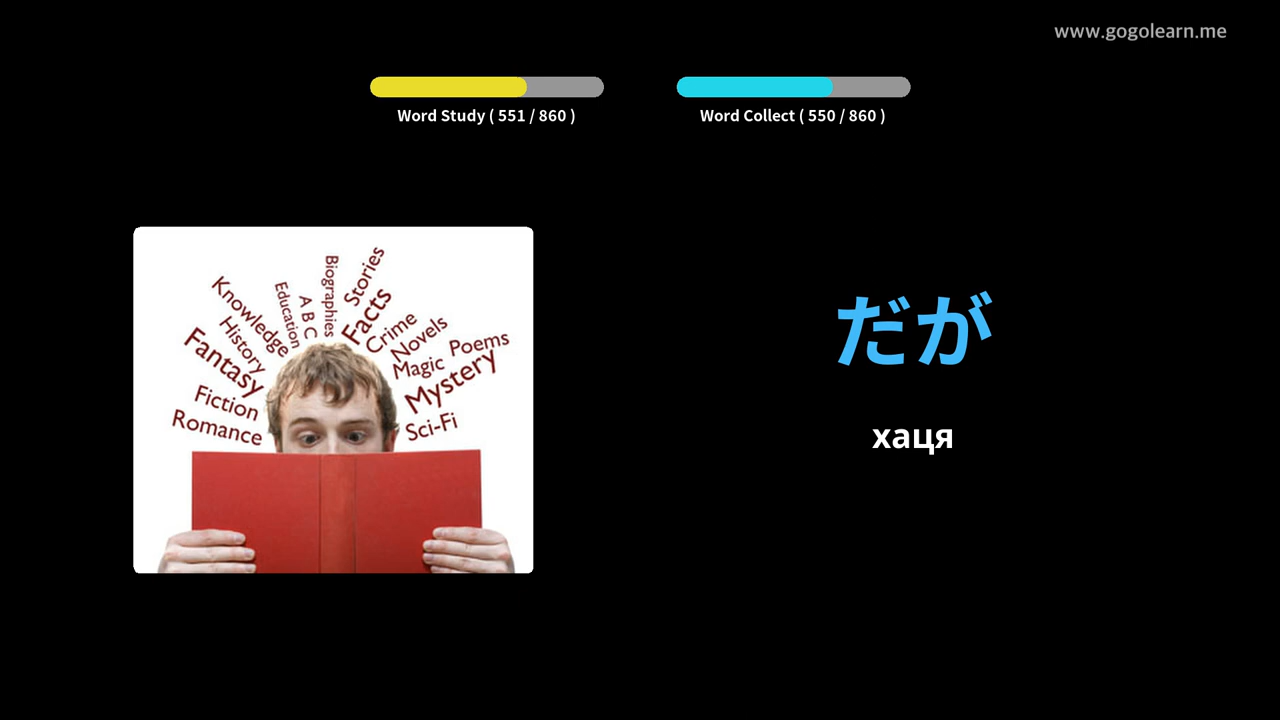 www.gogolearn.me
Word Study ( 551 / 860 )
Word Collect ( 550 / 860 )
Biographies
Stories
Education
A B C
Facts
Knowledge
Crime
History
Novels
Fantasy
Magic
Poems
Mystery
Fiction
Romance
Sci-Fi
だが
хаця